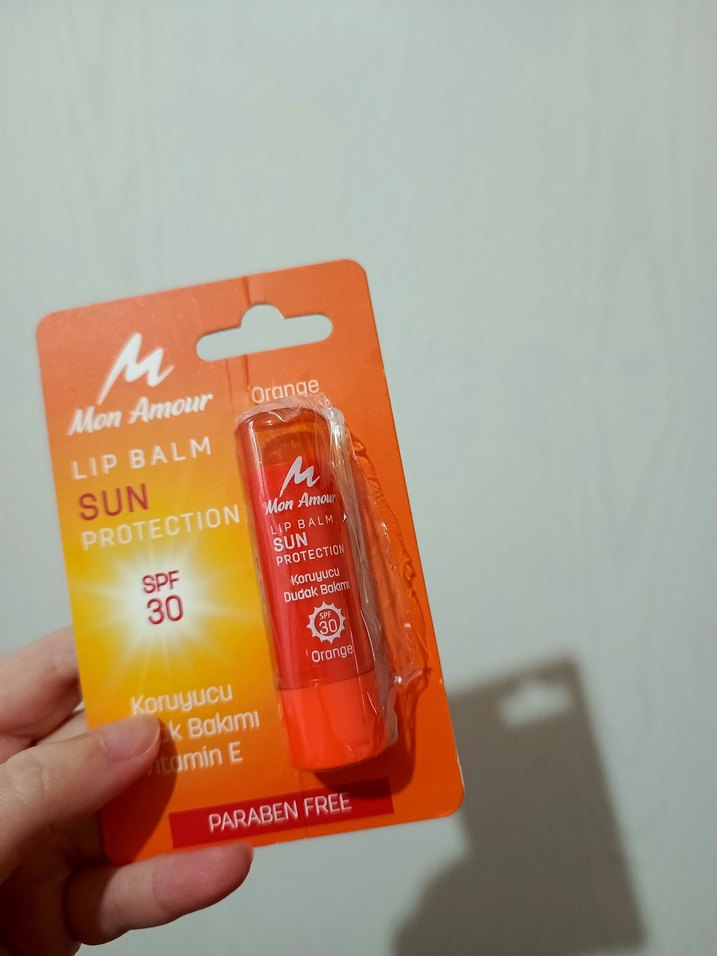 Mon Amour
Orange
LIP BALM
SUN
PROTECTION
SPF
30
Koruyucu
Bakımı
Vitamin E
PARABEN FREE
Mon Amour
LIP BALM
SUN
PROTECTION
Koruyucu
Dudak Bakımı
SPF
30
Orange